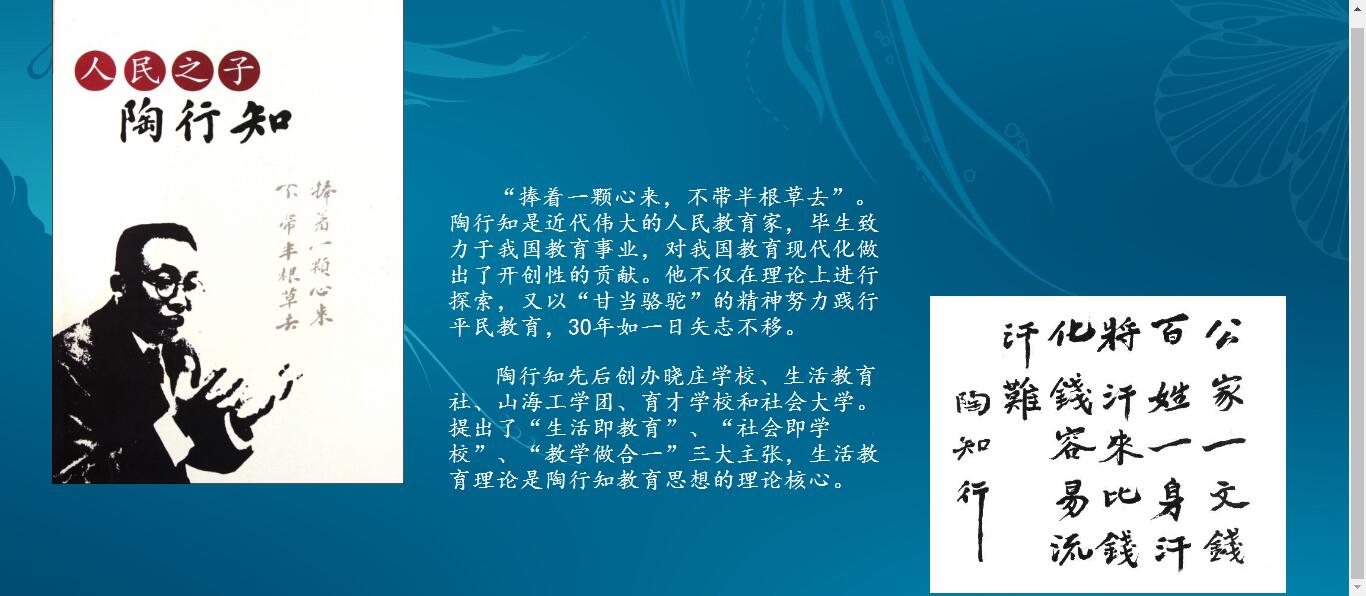 人民之子
陶行知
捧着一颗心来
不带半根草去
“捧着一颗心来，不带半根草去”。
陶行知是近代伟大的人民教育家，毕生致
力于我国教育事业，对我国教育现代化做
出了开创性的贡献。他不仅在理论上进行
探索，又以“甘当骆驼”的精神努力践行
平民教育，30年如一日矢志不移。
陶行知先后创办晓庄学校、生活教育
社、山海工学团、育才学校和社会大学。
提出了“生活即教育”、“社会即学
校”、“教学做合一”三大主张，生活教
育理论是陶行知教育思想的理论核心。
公家一文錢
百姓一身汗
將汗來比錢
化錢容易流
汗難
陶知行